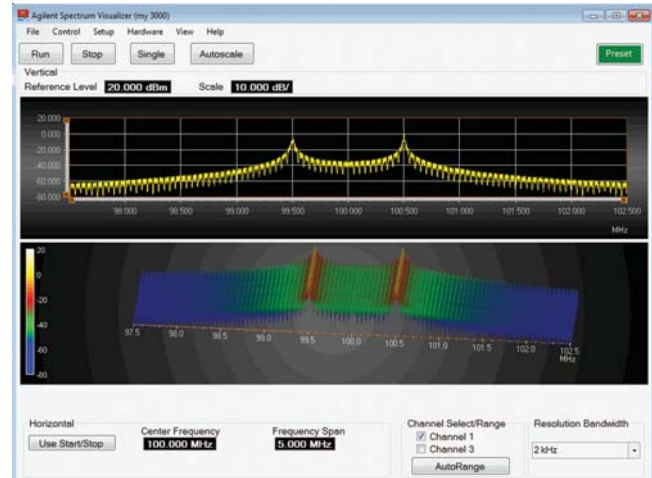 Agilent Spectrum Visualizer (my 3000)
File Control Setup Hardware View Help
Run Stop Single Autoscale Preset
Vertical
Reference Level 20.000 dBm Scale 10.000 dB/
20.000
0.000
-20.000
-40.000
-60.000
-80.000
98.000 98.500 99.000 99.500 100.000 100.500 101.000 101.500 102.000 102.500
MHz
20
0
-20
-40
-60
-80
97.5 98.0 98.5 99.0 99.5 100.0 100.5 101.0 101.5 102.0 102.5
MHz
Horizontal
Use Start/Stop
Center Frequency
100.000 MHz
Frequency Span
5.000 MHz
Channel Select/Range
Channel 1
Channel 3
AutoRange
Resolution Bandwidth
2 kHz